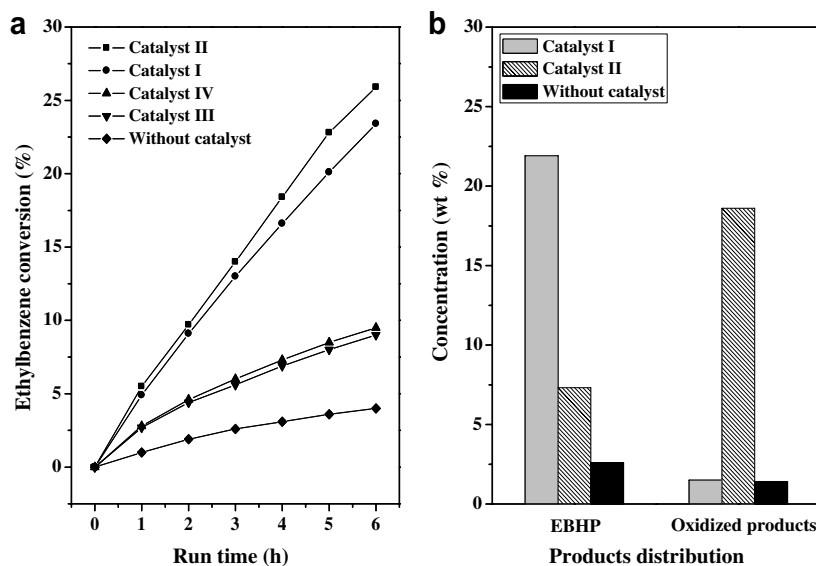 a
30
25
20
15
10
5
0
Ethylbenzene conversion (%)
Catalyst II
Catalyst I
Catalyst IV
Catalyst III
Without catalyst
0 1 2 3 4 5 6
Run time (h)
b
30
25
20
15
10
5
0
Concentration (wt %)
Catalyst I
Catalyst II
Without catalyst
EBHP Oxidized products
Products distribution